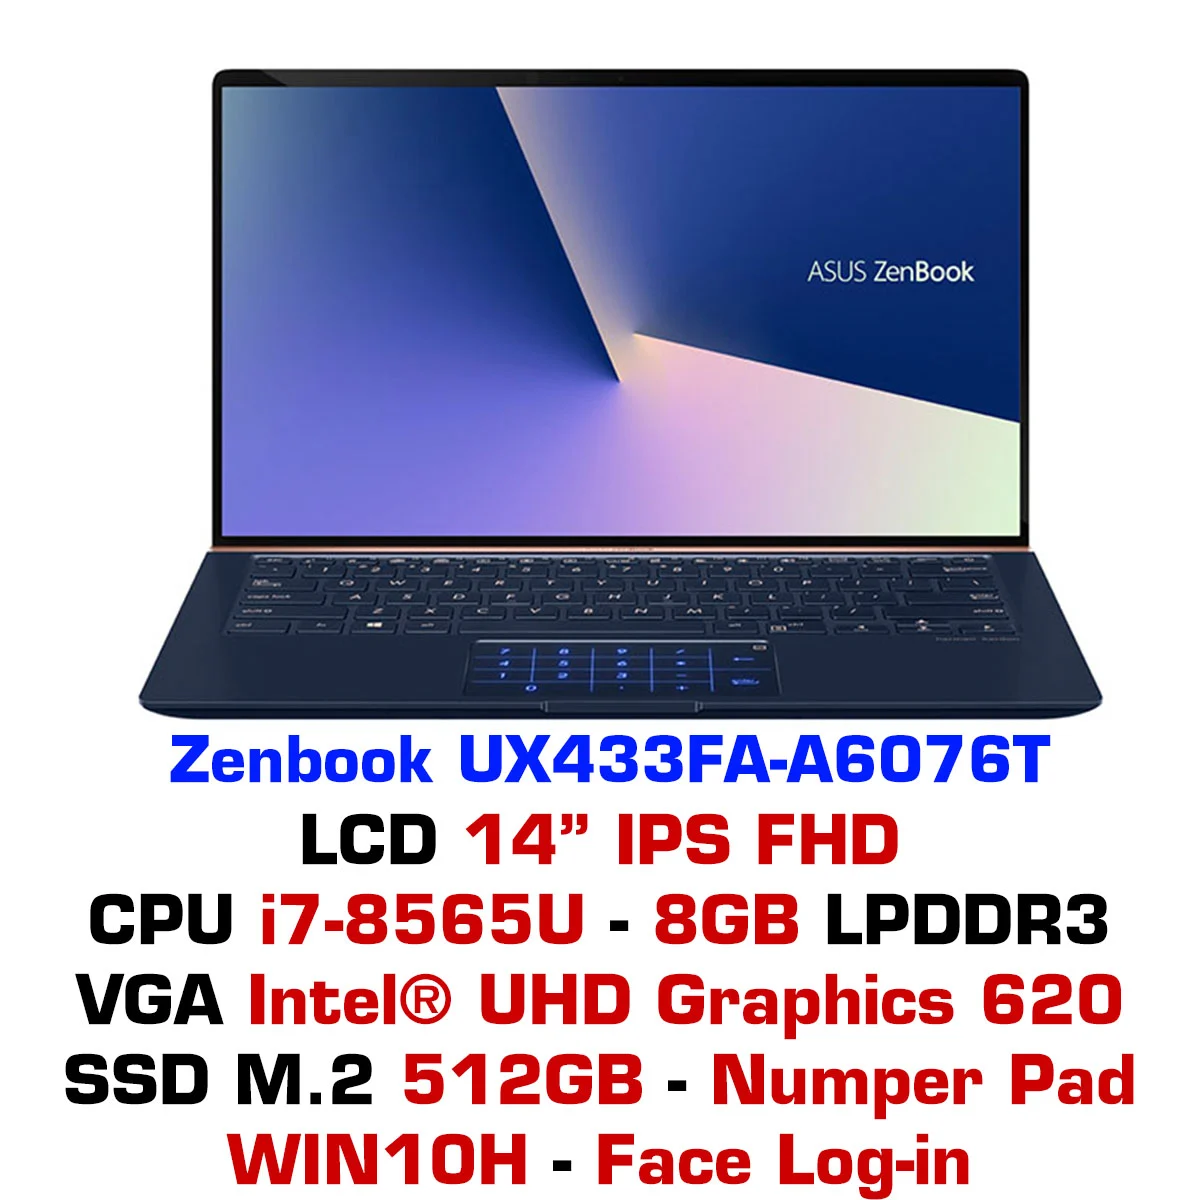 ASUS ZenBook
Zenbook UX433FA-A6076T
LCD 14” IPS FHD
CPU i7-8565U - 8GB LPDDR3
VGA Intel® UHD Graphics 620
SSD M.2 512GB - Numper Pad
WIN10H - Face Log-in